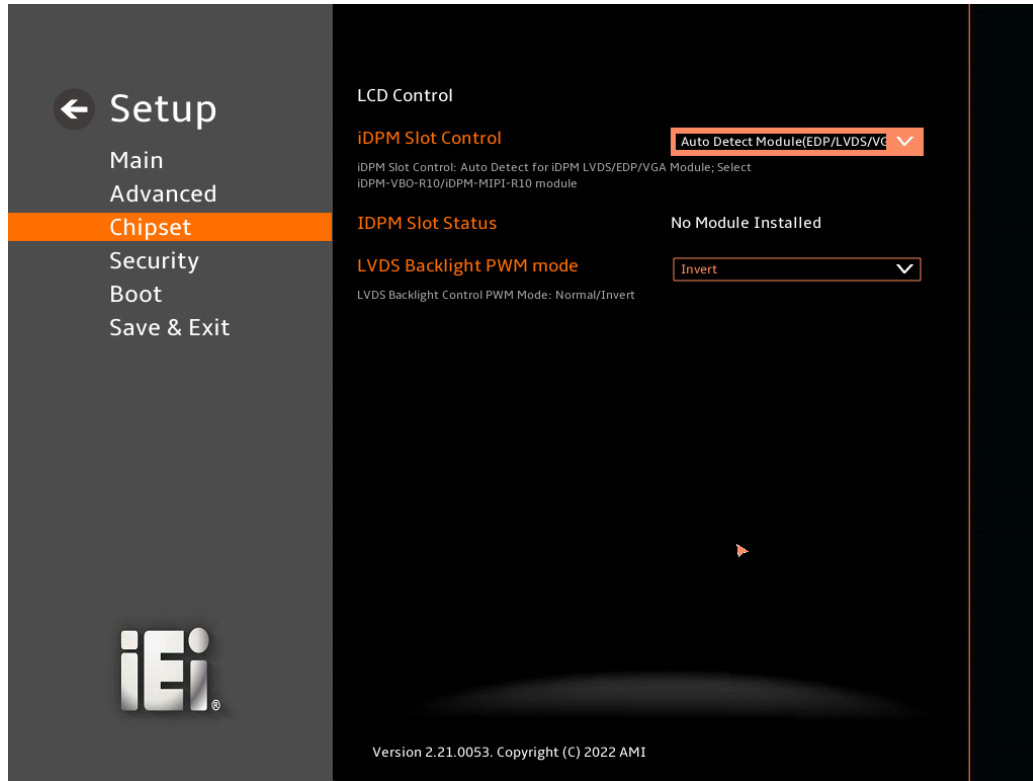 Setup
Main
Advanced
Chipset
Security
Boot
Save & Exit
LCD Control
iDPM Slot Control
Auto Detect Module(EDP/LVDS/VG
iDPM Slot Control: Auto Detect for iDPM LVDS/EDP/VGA Module; Select
iDPM-VBO-R10/iDPM-MIPI-R10 module
IDPM Slot Status
No Module Installed
LVDS Backlight PWM mode
Invert
LVDS Backlight Control PWM Mode: Normal/Invert
iEi®
Version 2.21.0053. Copyright (C) 2022 AMI